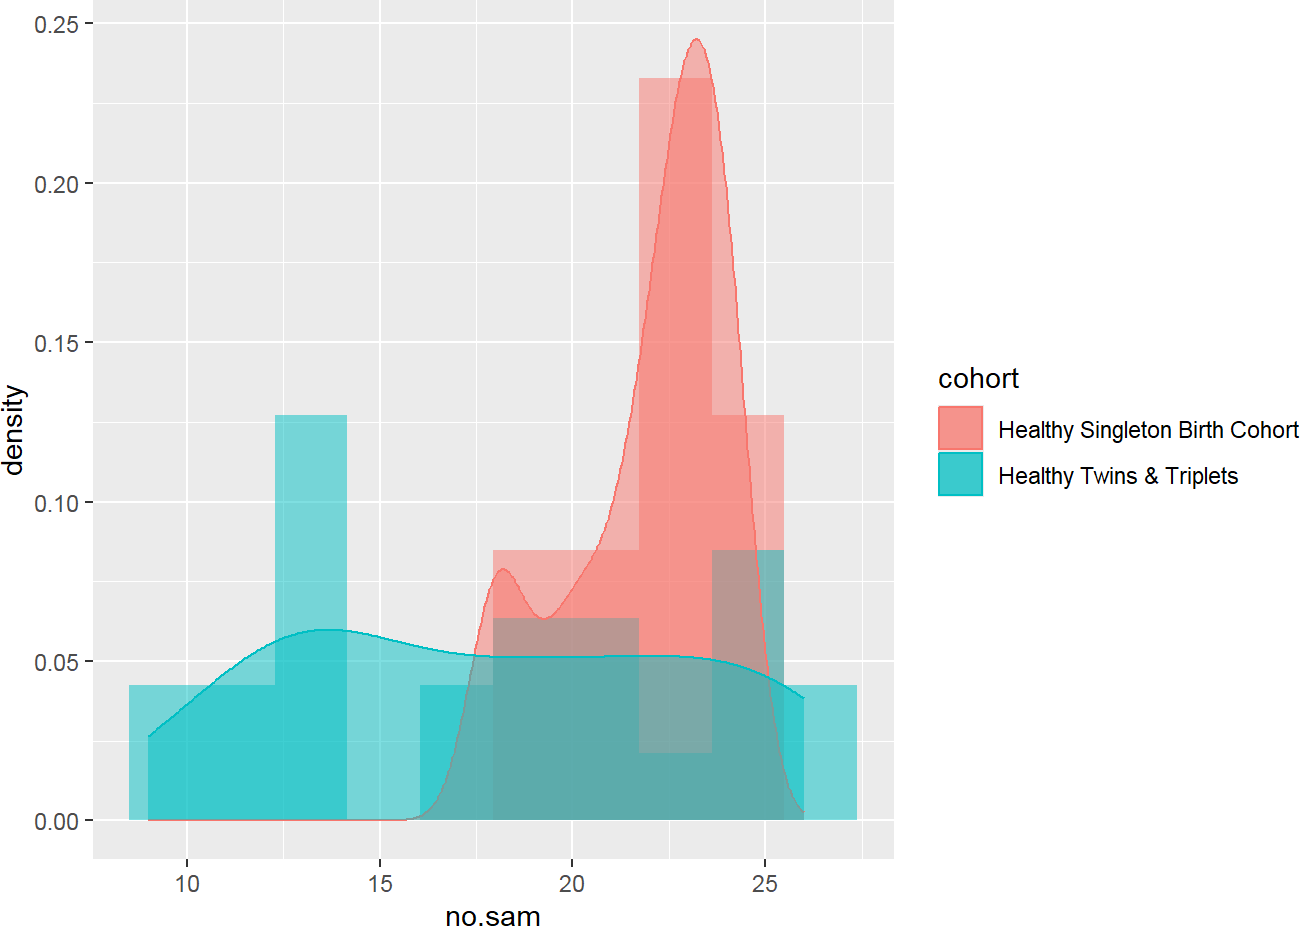 0.25
0.20
0.15
0.10
0.05
0.00
density
10 15 20 25
no.sam
cohort
Healthy Singleton Birth Cohort
Healthy Twins & Triplets